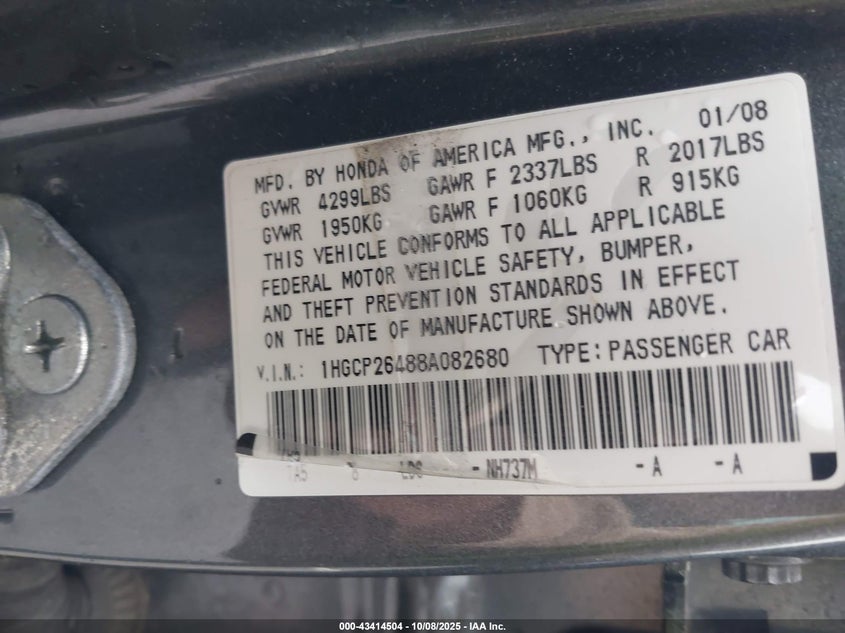 MFD. BY HONDA OF AMERICA MFG., INC. 01/08
GVWR 4299LBS GAWR F 2337LBS R 2017LBS
GVWR 1950KG GAWR F 1060KG R 915KG
THIS VEHICLE CONFORMS TO ALL APPLICABLE
FEDERAL MOTOR VEHICLE SAFETY, BUMPER,
AND THEFT PREVENTION STANDARDS IN EFFECT
ON THE DATE OF MANUFACTURE SHOWN ABOVE.
V.I.N.: 1HGCP26488A082680 TYPE: PASSENGER CAR
NH737M -A -A
000-43414504 | 10/08/2025 | IAA Inc.